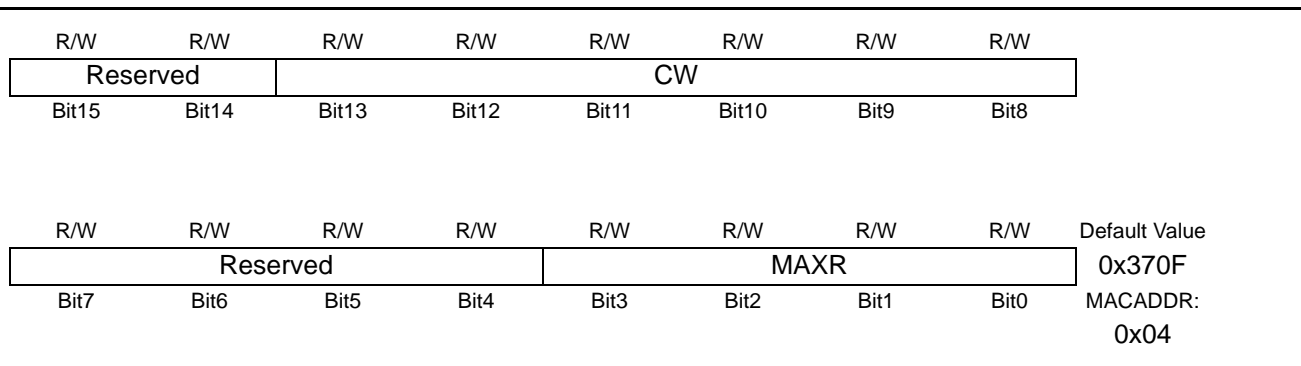 R/W R/W R/W R/W R/W R/W R/W R/W
Reserved CW
Bit15 Bit14 Bit13 Bit12 Bit11 Bit10 Bit9 Bit8
R/W R/W R/W R/W R/W R/W R/W R/W Default Value
Reserved MAXR 0x370F
Bit7 Bit6 Bit5 Bit4 Bit3 Bit2 Bit1 Bit0 MACADDR:
0x04